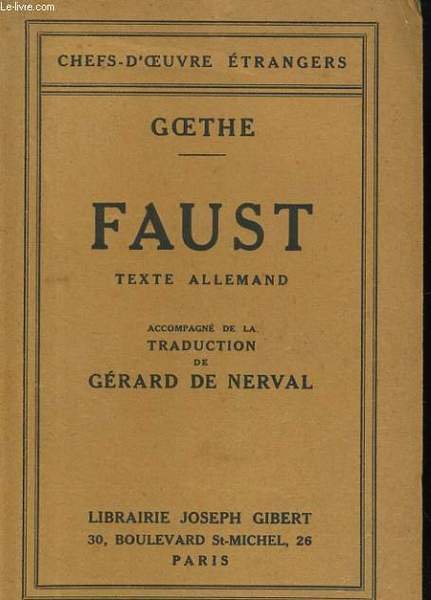 Le-livre.com
CHEFS-D'ŒUVRE ÉTRANGERS
GŒTHE
FAUST
TEXTE ALLEMAND
ACCOMPAGNÉ DE LA
TRADUCTION
DE
GÉRARD DE NERVAL
LIBRAIRIE JOSEPH GIBERT
30, BOULEVARD St-MICHEL, 26
PARIS